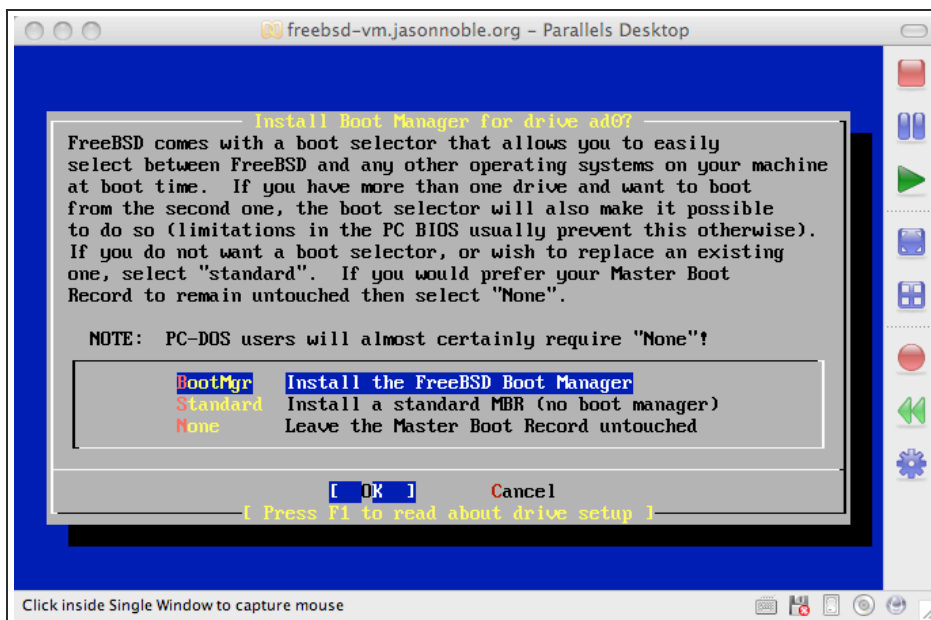 freebsd-vm.jasonnoble.org – Parallels Desktop
Install Boot Manager for drive ad0?
FreeBSD comes with a boot selector that allows you to easily
select between FreeBSD and any other operating systems on your machine
at boot time.  If you have more than one drive and want to boot
from the second one, the boot selector will also make it possible
to do so (limitations in the PC BIOS usually prevent this otherwise).
If you do not want a boot selector, or wish to replace an existing
one, select "standard".  If you would prefer your Master Boot
Record to remain untouched then select "None".
NOTE:  PC-DOS users will almost certainly require "None"!
BootMgr   Install the FreeBSD Boot Manager
Standard  Install a standard MBR (no boot manager)
None      Leave the Master Boot Record untouched
[  OK  ]     Cancel
[ Press F1 to read about drive setup ]
Click inside Single Window to capture mouse